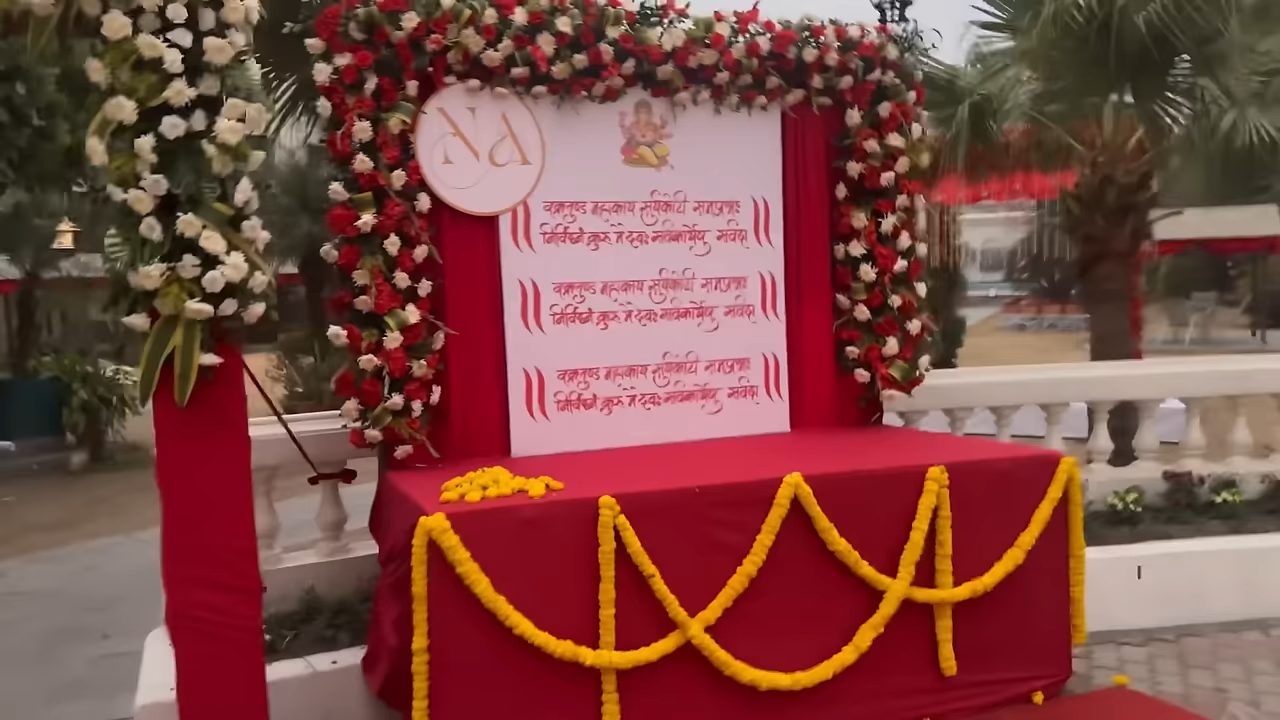 Na
|| वक्रतुण्ड महाकाय सुर्यकोटी समप्रभः
निर्विघ्नं कुरु मे देवः सर्वकार्येषु सर्वदा ||
|| वक्रतुण्ड महाकाय सुर्यकोटी समप्रभः
निर्विघ्नं कुरु मे देवः सर्वकार्येषु सर्वदा ||
|| वक्रतुण्ड महाकाय सुर्यकोटी समप्रभः
निर्विघ्नं कुरु मे देवः सर्वकार्येषु सर्वदा ||